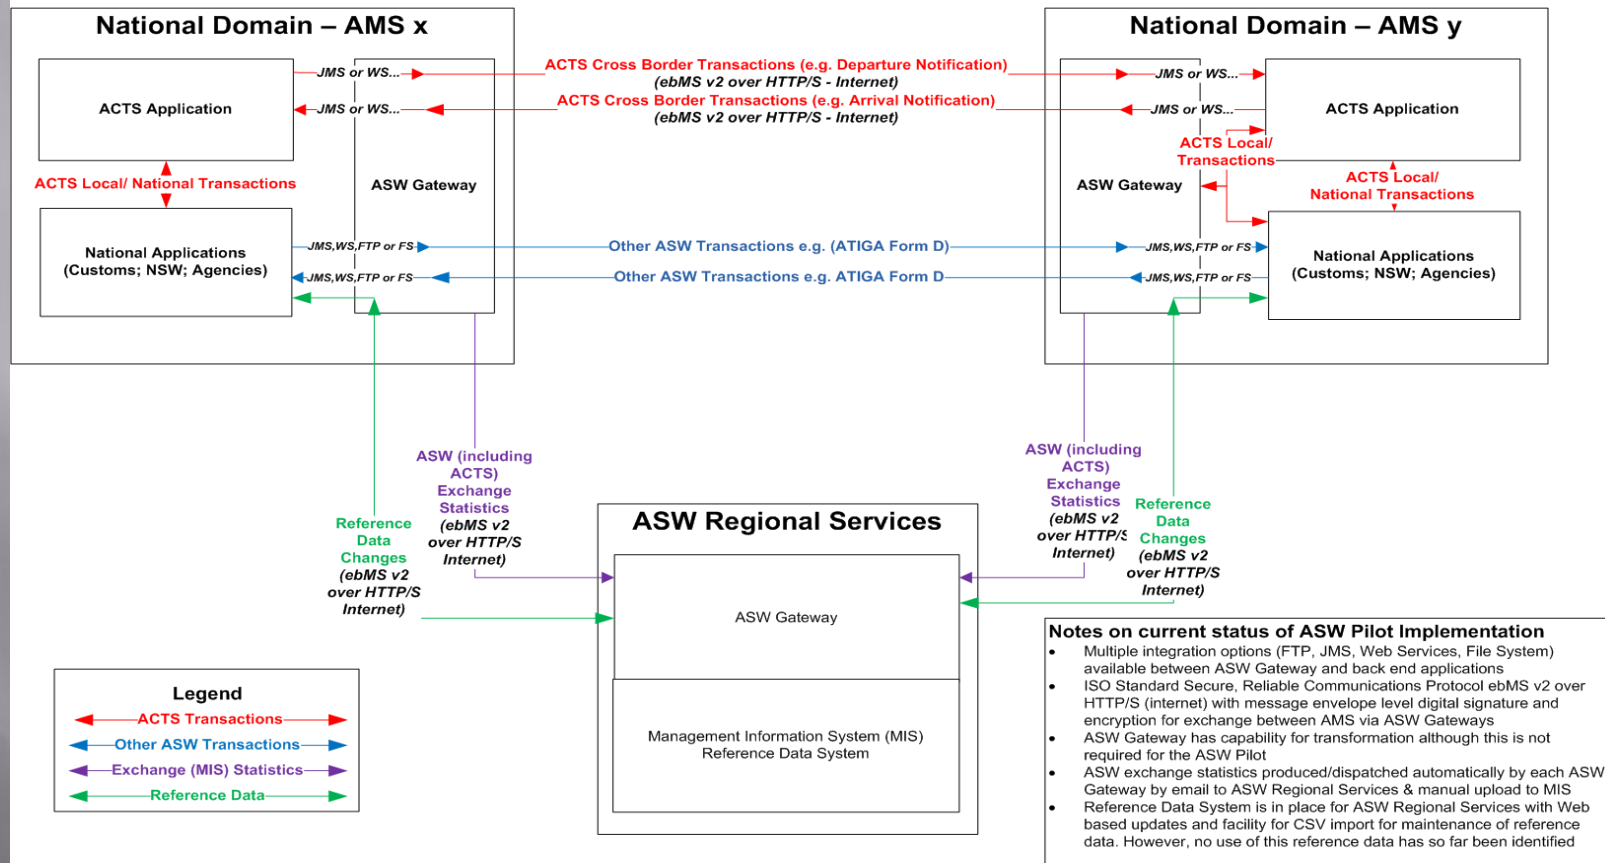 National Domain – AMS x
ACTS Application
JMS or WS...
JMS or WS...
ASW Gateway
ACTS Local/ National Transactions
National Applications
(Customs; NSW; Agencies)
JMS,WS,FTP or FS
JMS,WS,FTP or FS
ACTS Cross Border Transactions (e.g. Departure Notification)
(ebMS v2 over HTTP/S - Internet)
ACTS Cross Border Transactions (e.g. Arrival Notification)
(ebMS v2 over HTTP/S - Internet)
Other ASW Transactions e.g. (ATIGA Form D)
Other ASW Transactions e.g. ATIGA Form D
National Domain – AMS y
JMS or WS...
JMS or WS...
ACTS Application
ACTS Local/
Transactions
ASW Gateway
ACTS Local/
National Transactions
JMS,WS,FTP or FS
JMS,WS,FTP or FS
National Applications
(Customs; NSW; Agencies)
ASW (including
ACTS)
Exchange
Statistics
(ebMS v2
over HTTP/S
Internet)
Reference
Data
Changes
(ebMS v2
over HTTP/S
Internet)
ASW (including
ACTS)
Exchange
Statistics
(ebMS v2
over HTTP/S
Internet)
Reference
Data
Changes
(ebMS v2
over HTTP/S
Internet)
ASW Regional Services
ASW Gateway
Management Information System (MIS)
Reference Data System
Legend
ACTS Transactions
Other ASW Transactions
Exchange (MIS) Statistics
Reference Data
Notes on current status of ASW Pilot Implementation
• Multiple integration options (FTP, JMS, Web Services, File System)
available between ASW Gateway and back end applications
• ISO Standard Secure, Reliable Communications Protocol ebMS v2 over
HTTP/S (internet) with message envelope level digital signature and
encryption for exchange between AMS via ASW Gateways
• ASW Gateway has capability for transformation although this is not
required for the ASW Pilot
• ASW exchange statistics produced/dispatched automatically by each ASW
Gateway by email to ASW Regional Services & manual upload to MIS
• Reference Data System is in place for ASW Regional Services with Web
based updates and facility for CSV import for maintenance of reference
data. However, no use of this reference data has so far been identified